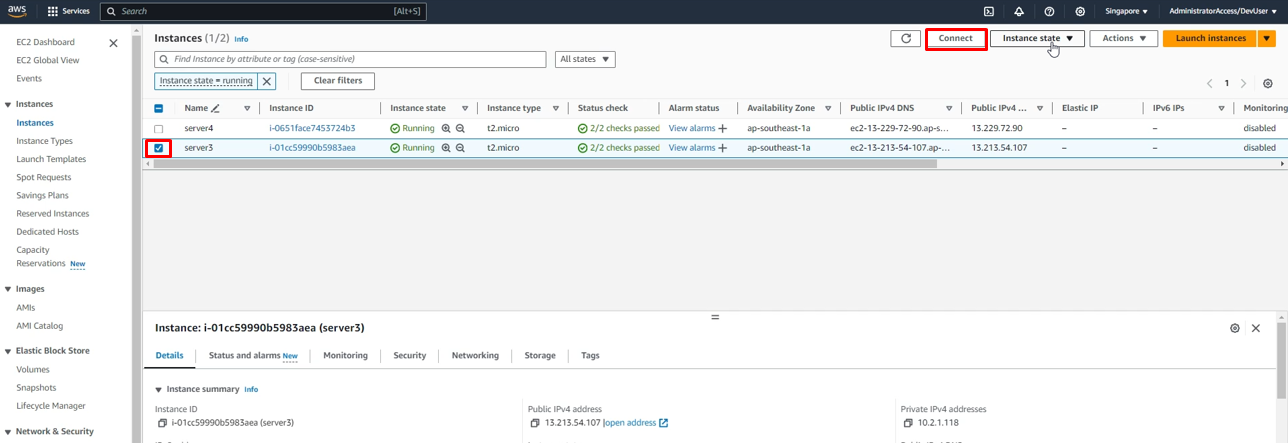 aws Services Search [Alt+S] Singapore AdministratorAccess/DevUser
EC2 Dashboard
EC2 Global View
Events
Instances
Instances
Instance Types
Launch Templates
Spot Requests
Savings Plans
Reserved Instances
Dedicated Hosts
Capacity
Reservations New
Images
AMIs
AMI Catalog
Elastic Block Store
Volumes
Snapshots
Lifecycle Manager
Network & Security
Instances (1/2) Info Connect Instance state Actions Launch instances
Find Instance by attribute or tag (case-sensitive) All states
Instance state = running Clear filters 1
Name Instance ID Instance state Instance type Status check Alarm status Availability Zone Public IPv4 DNS Public IPv4 ... Elastic IP IPv6 IPs Monitoring
server4 i-0651face7453724b3 Running t2.micro 2/2 checks passed View alarms + ap-southeast-1a ec2-13-229-72-90.ap-s... 13.229.72.90 – – disabled
server3 i-01cc59990b5983aea Running t2.micro 2/2 checks passed View alarms + ap-southeast-1a ec2-13-213-54-107.ap-... 13.213.54.107 – – disabled
Instance: i-01cc59990b5983aea (server3)
Details Status and alarms New Monitoring Security Networking Storage Tags
Instance summary Info
Instance ID Public IPv4 address Private IPv4 addresses
i-01cc59990b5983aea (server3) 13.213.54.107 |open address 10.2.1.118